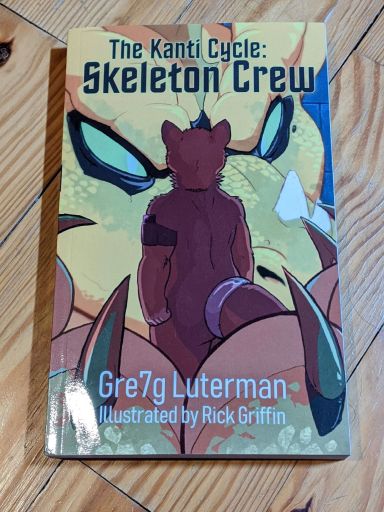 The Kanti Cycle:
Skeleton Crew
Gre7g Luterman
Illustrated by Rick Griffin